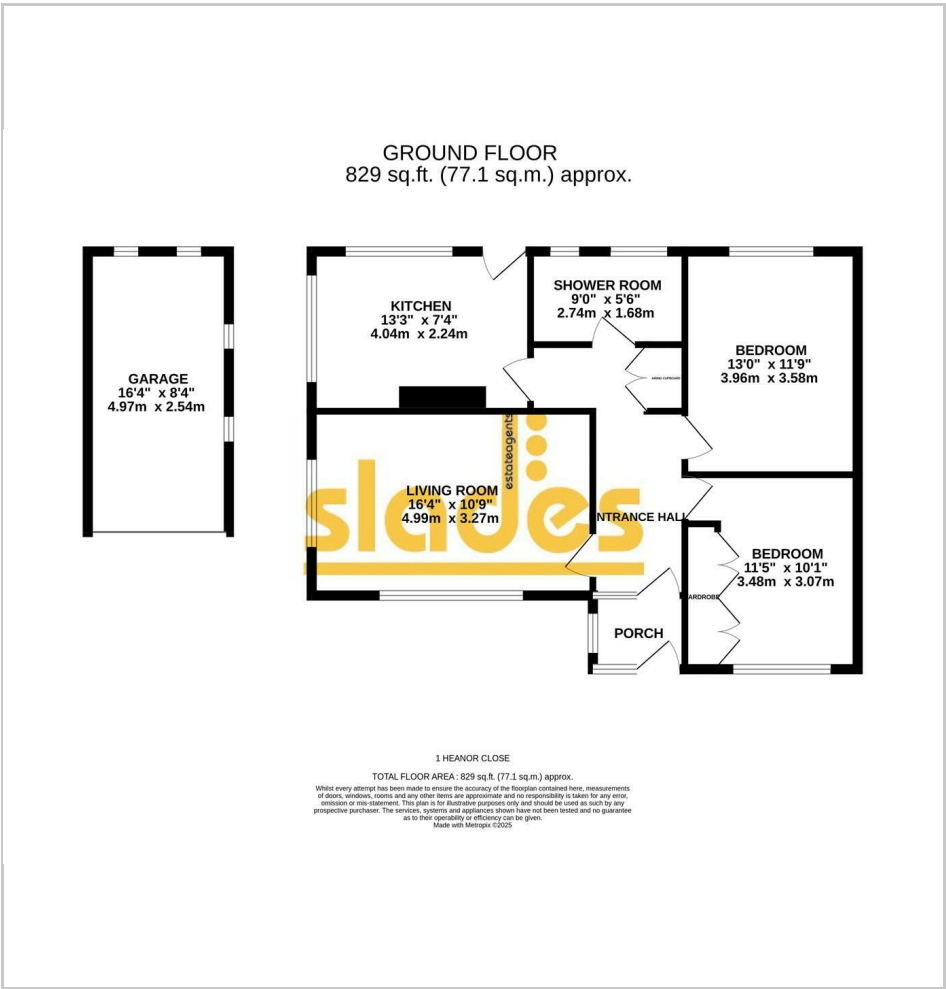 GROUND FLOOR
829 sq.ft. (77.1 sq.m.) approx.
GARAGE
16'4" x 8'4"
4.97m x 2.54m
KITCHEN
13'3" x 7'4"
4.04m x 2.24m
SHOWER ROOM
9'0" x 5'6"
2.74m x 1.68m
AIRING CUPBOARD
BEDROOM
13'0" x 11'9"
3.96m x 3.58m
estateagents
slades
LIVING ROOM
16'4" x 10'9"
4.99m x 3.27m
NTRANCE HALL
BEDROOM
11'5" x 10'1"
3.48m x 3.07m
ARDROBE
PORCH
1 HEANOR CLOSE
TOTAL FLOOR AREA : 829 sq.ft. (77.1 sq.m.) approx.
Whilst every attempt has been made to ensure the accuracy of the floorplan contained here, measurements
of doors, windows, rooms and any other items are approximate and no responsibility is taken for any error,
omission or mis-statement. This plan is for illustrative purposes only and should be used as such by any
prospective purchaser. The services, systems and appliances shown have not been tested and no guarantee
as to their operability or efficiency can be given.
Made with Metropix ©2025